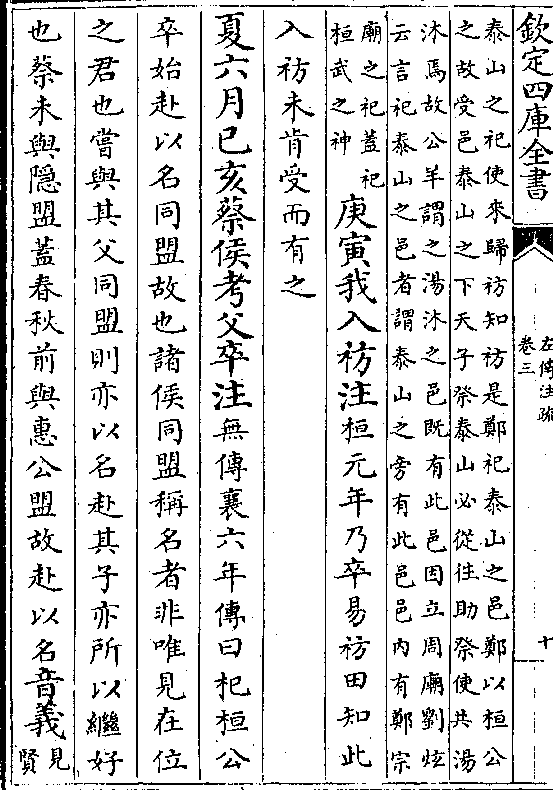 欽定四庫全書
左傳注疏
卷三
十
泰山之祀使來歸祊知祊是鄭祀泰山之邑鄭以桓公
之故受邑泰山之下天子祭泰山必從往助祭使共湯
沐焉故公羊謂之湯沐之邑既有此邑因立周廟劉炫
云言祀泰山之邑者謂泰山之旁有此邑邑內有鄭宗
廟之祀蓋祀
桓武之神
庚寅我入祊注桓元年乃卒易祊田知此
入祊未肯受而有之
夏六月已亥蔡侯考父卒注無傳襄六年傳曰杞桓公
卒始赴以名同盟故也諸侯同盟稱名者非唯見在位
之君也嘗與其父同盟則亦以名赴其子亦所以繼好
也蔡未與隱盟蓋春秋前與惠公盟故赴以名音義見
賢